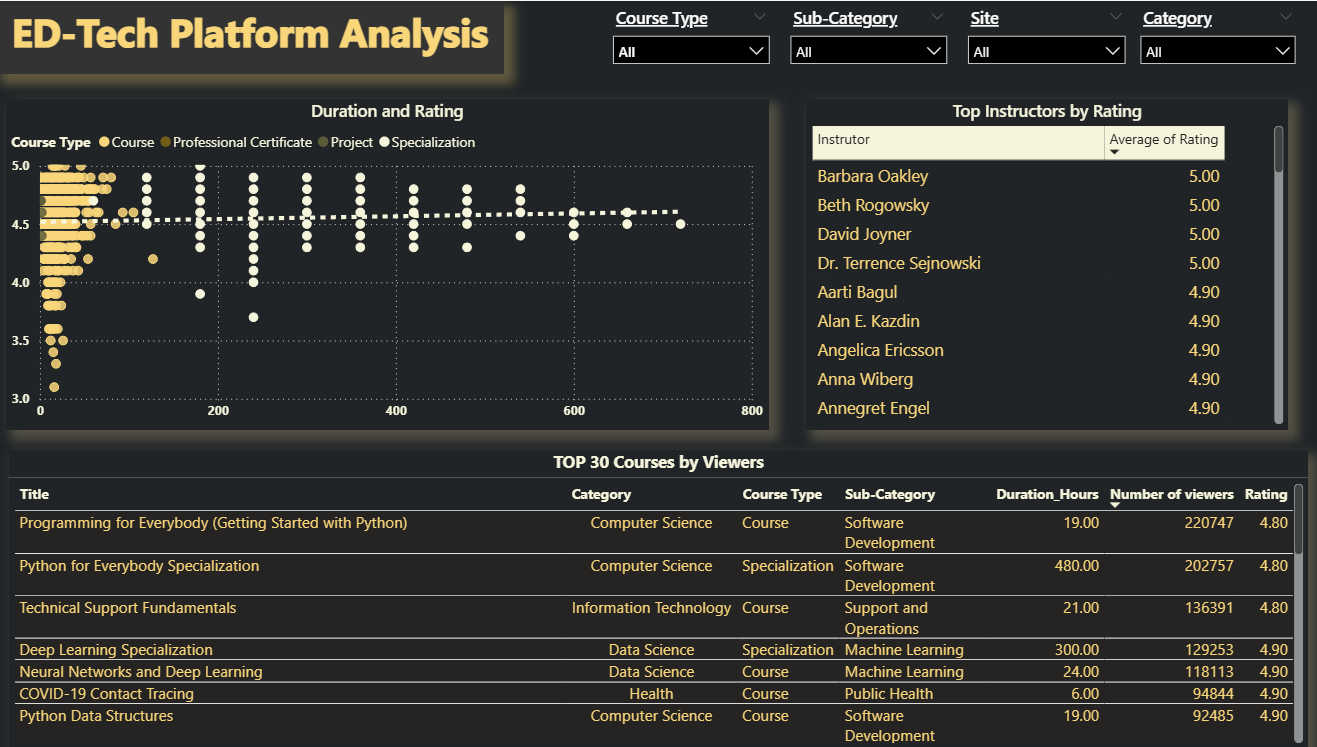 ED-Tech Platform Analysis
Course Type
Sub-Category
Site
Category
All
All
All
All
Duration and Rating
Course Type Course Professional Certificate Project Specialization
5.0
4.5
4.0
3.5
3.0
0 200 400 600 800
Top Instructors by Rating
Instrutor Average of Rating
Barbara Oakley 5.00
Beth Rogowsky 5.00
David Joyner 5.00
Dr. Terrence Sejnowski 5.00
Aarti Bagul 4.90
Alan E. Kazdin 4.90
Angelica Ericsson 4.90
Anna Wiberg 4.90
Annegret Engel 4.90
TOP 30 Courses by Viewers
Title Category Course Type Sub-Category Duration_Hours Number of viewers Rating
Programming for Everybody (Getting Started with Python) Computer Science Course Software 19.00 220747 4.80
Development
Python for Everybody Specialization Computer Science Specialization Software 480.00 202757 4.80
Development
Technical Support Fundamentals Information Technology Course Support and 21.00 136391 4.80
Operations
Deep Learning Specialization Data Science Specialization Machine Learning 300.00 129253 4.90
Neural Networks and Deep Learning Data Science Course Machine Learning 24.00 118113 4.90
COVID-19 Contact Tracing Health Course Public Health 6.00 94844 4.90
Python Data Structures Computer Science Course Software 19.00 92485 4.90
Development